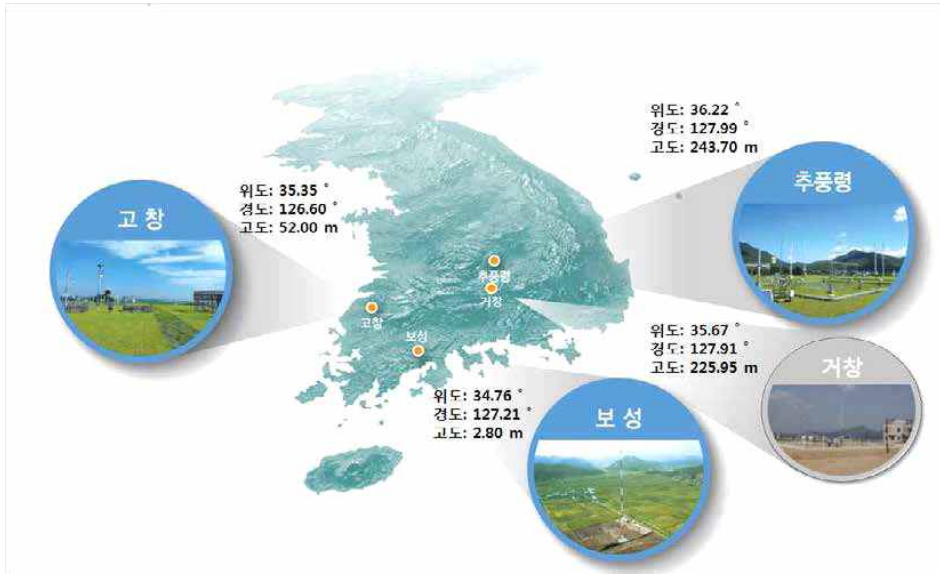 위도: 36.22 °
경도: 127.99 °
고도: 243.70 m
추풍령
위도: 35.35 °
경도: 126.60 °
고도: 52.00 m
고 창
추풍령
거창
고창
보성
위도: 35.67 °
경도: 127.91 °
고도: 225.95 m
거창
위도: 34.76 °
경도: 127.21 °
고도: 2.80 m
보 성